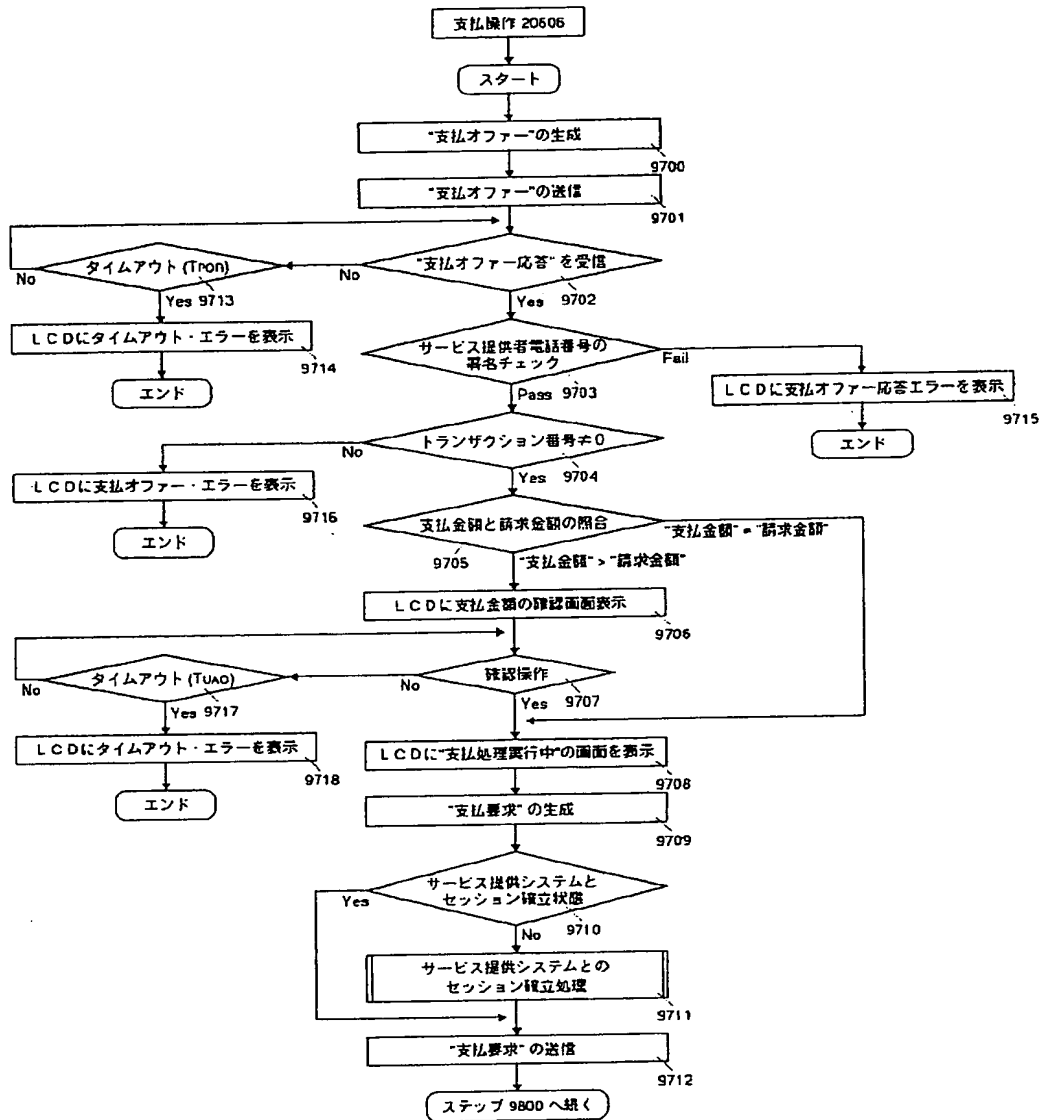 支払操作 20606
スタート
"支払オファー"の生成
9700
"支払オファー"の送信
9701
"支払オファー応答"を受信
9702
No
Yes
タイムアウト(TPON)
9713
No
Yes
LCDにタイムアウト・エラーを表示
9714
エンド
サービス提供者電話番号の
署名チェック
9703
Fail
Pass
LCDに支払オファー応答エラーを表示
9715
エンド
トランザクション番号≠0
9704
No
Yes
LCDに支払オファー・エラーを表示
9716
エンド
支払金額と請求金額の照合
9705
"支払金額" = "請求金額"
"支払金額" > "請求金額"
LCDに支払金額の確認画面表示
9706
確認操作
9707
No
Yes
タイムアウト(TUAO)
9717
No
Yes
LCDにタイムアウト・エラーを表示
9718
エンド
LCDに"支払処理実行中"の画面を表示
9708
"支払要求"の生成
9709
サービス提供システムと
セッション確立状態
9710
Yes
No
サービス提供システムとの
セッション確立処理
9711
"支払要求"の送信
9712
ステップ 9800 へ続く